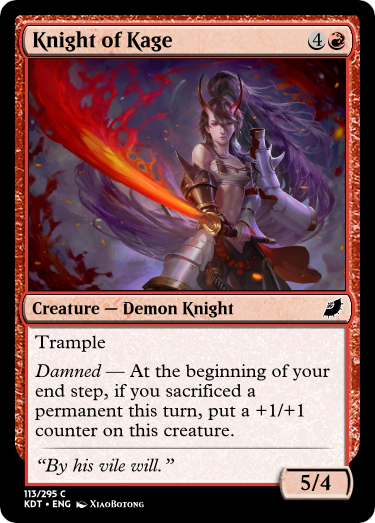 Knight of Kage 4
Creature — Demon Knight
Trample
Damned — At the beginning of your
end step, if you sacrificed a
permanent this turn, put a +1/+1
counter on this creature.
“By his vile will.”
5/4
113/295 C
KDT • ENG XiaoBotong